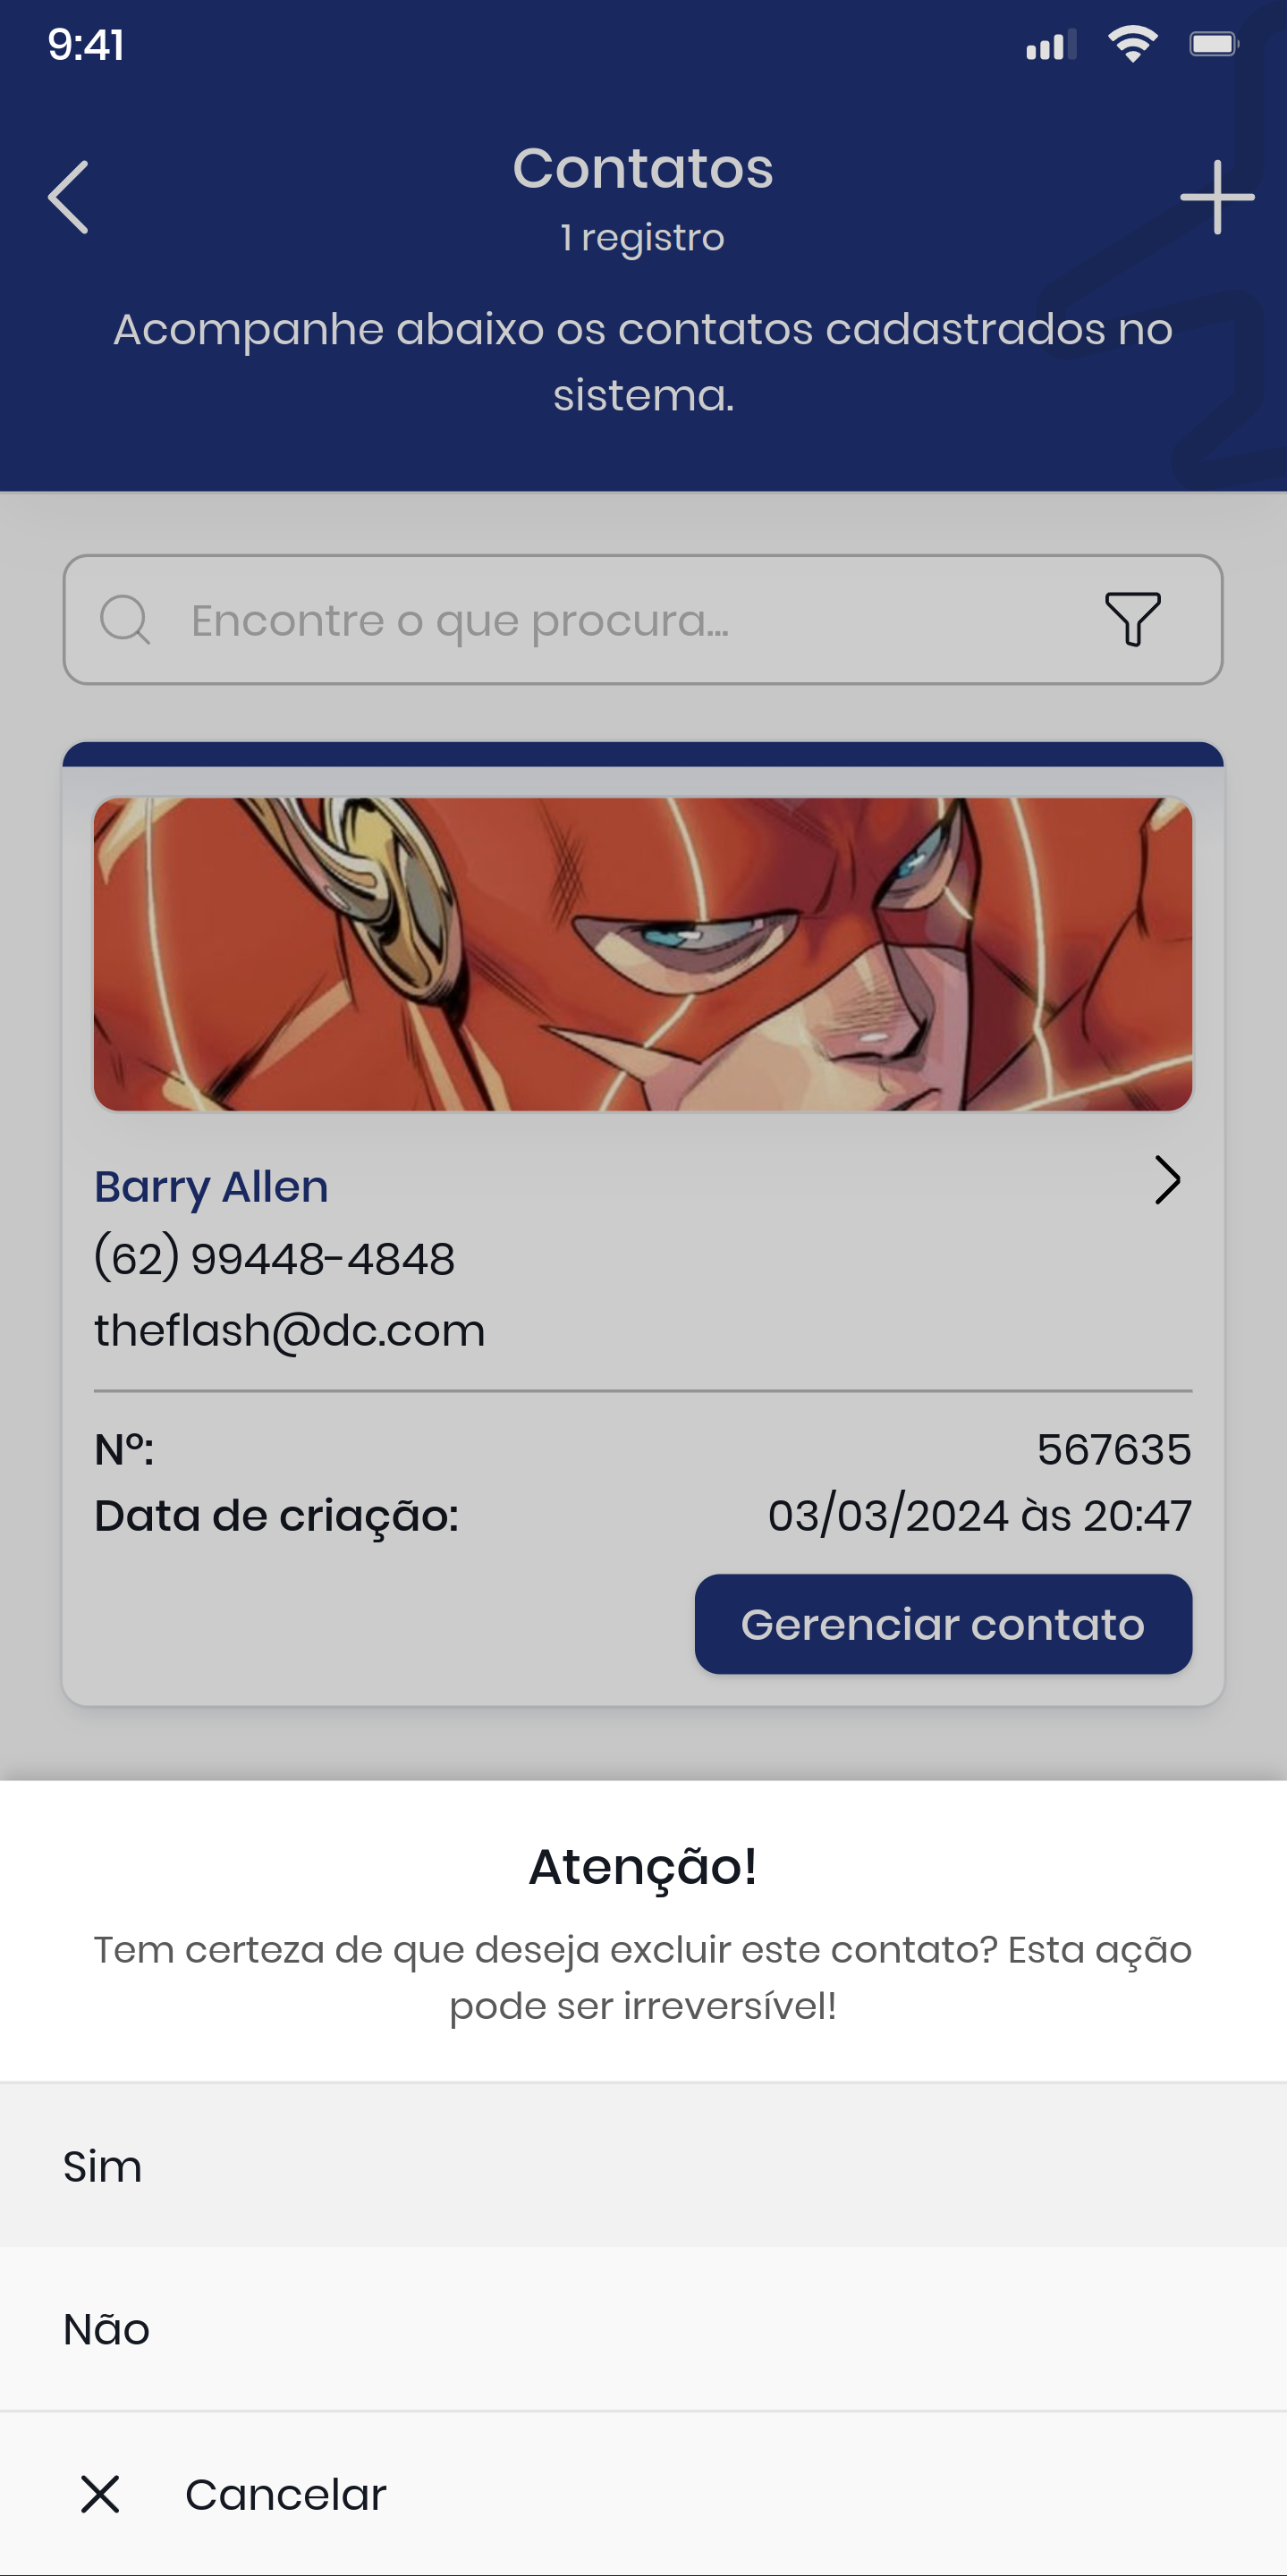 9:41
Contatos
1 registro
Acompanhe abaixo os contatos cadastrados no
sistema.
Encontre o que procura...
Barry Allen
(62) 99448-4848
theflash@dc.com
Nº: 567635
Data de criação: 03/03/2024 às 20:47
Gerenciar contato
Atenção!
Tem certeza de que deseja excluir este contato? Esta ação
pode ser irreversível!
Sim
Não
Cancelar